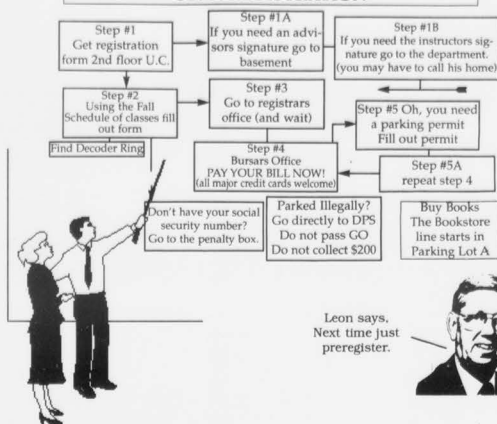 Step #1
Get registration
form 2nd floor U.C.
Step #1A
If you need an advi-
sors signature go to
basement
Step #1B
If you need the instructors sig-
nature go to the department.
(you may have to call his home)
Step #2
Using the Fall
Schedule of classes fill
out form
Find Decoder Ring
Step #3
Go to registrars
office (and wait)
Step #4
Bursars Office
PAY YOUR BILL NOW!
(all major credit cards welcome)
Step #5 Oh, you need
a parking permit
Fill out permit
Step #5A
repeat step 4
Don't have your social
security number?
Go to the penalty box.
Parked Illegally?
Go directly to DPS
Do not pass GO
Do not collect $200
Buy Books
The Bookstore
line starts in
Parking Lot A
Leon says,
Next time just
preregister.